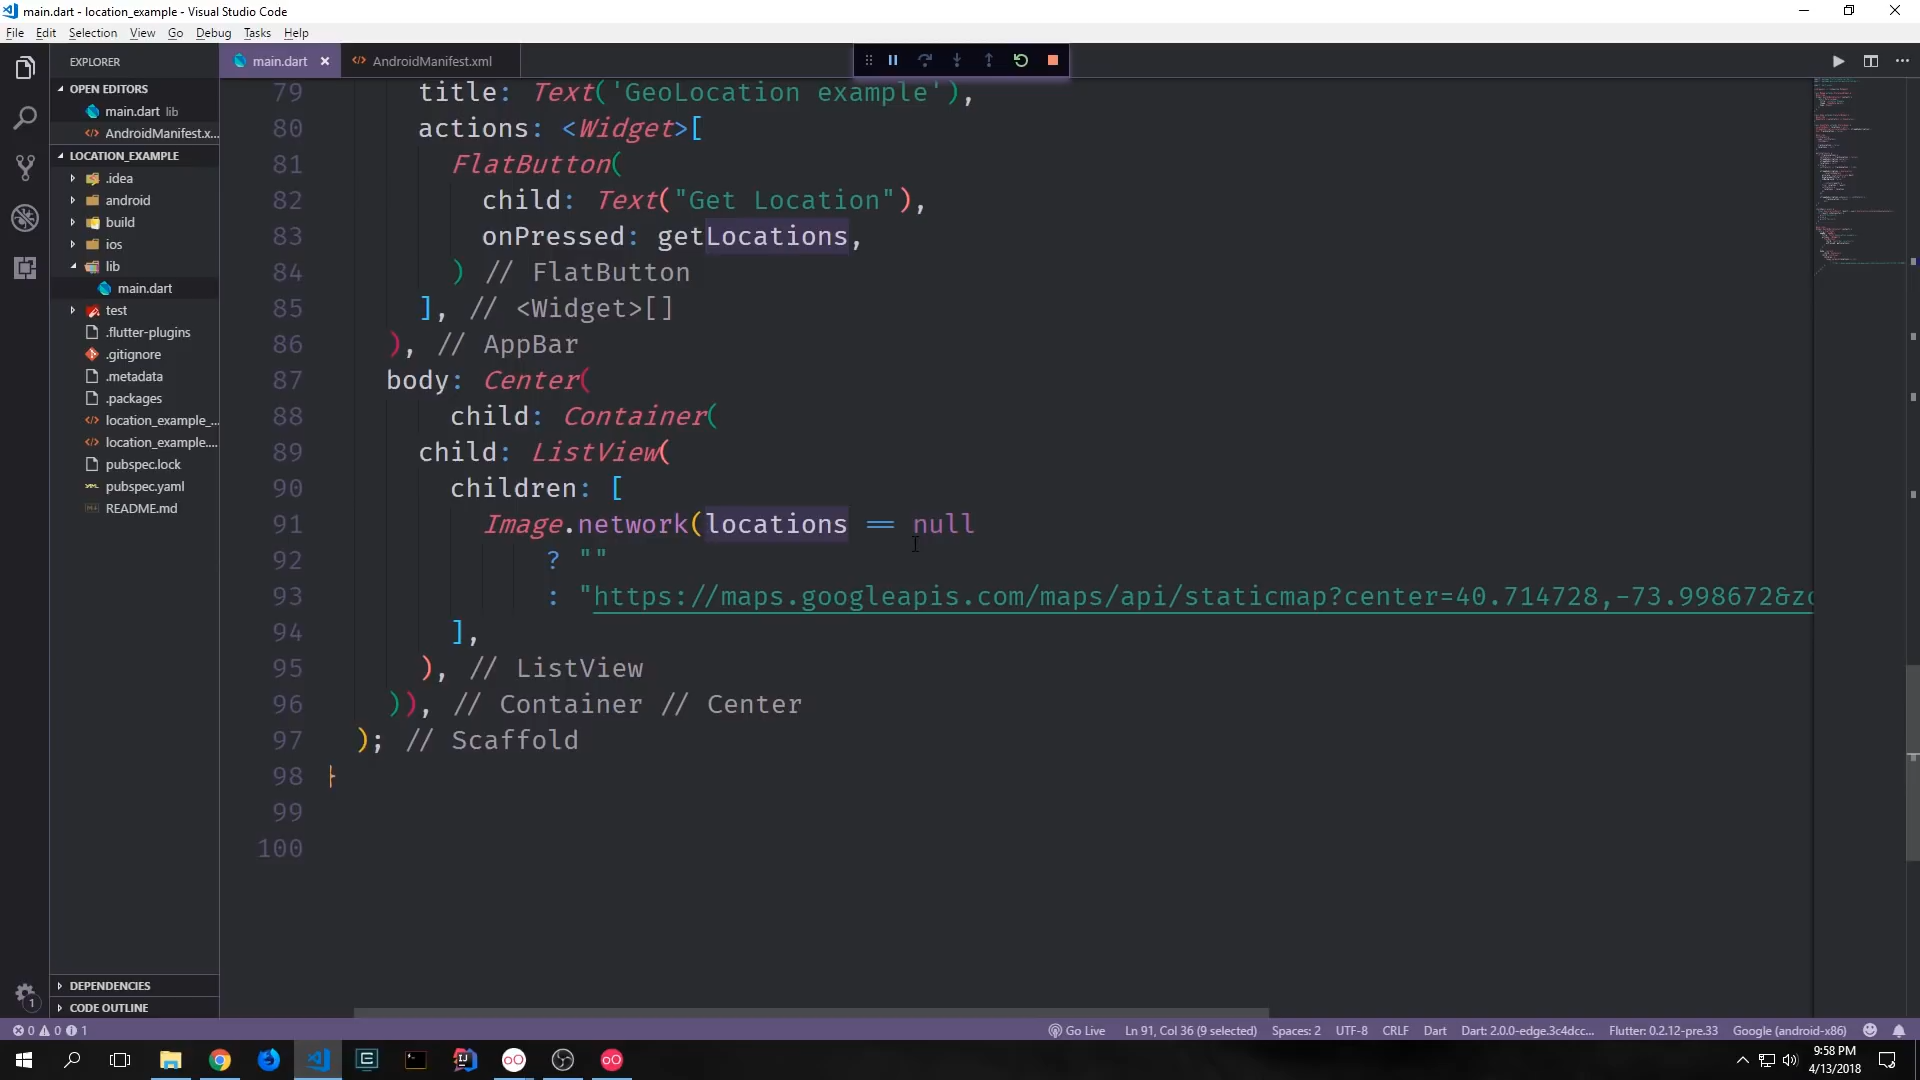 main.dart - location_example - Visual Studio Code
File Edit Selection View Go Debug Tasks Help
EXPLORER
main.dart
AndroidManifest.xml
OPEN EDITORS
main.dart lib
AndroidManifest.x...
LOCATION_EXAMPLE
.idea
android
build
ios
lib
main.dart
test
.flutter-plugins
.gitignore
.metadata
.packages
location_example_...
location_example....
pubspec.lock
pubspec.yaml
README.md
DEPENDENCIES
CODE OUTLINE
79 title: Text('GeoLocation example'),
80 actions: <Widget>[
81 FlatButton(
82 child: Text("Get Location"),
83 onPressed: getLocations,
84 ) // FlatButton
85 ], // <Widget>[]
86 ), // AppBar
87 body: Center(
88 child: Container(
89 child: ListView(
90 children: [
91 Image.network(locations == null
92 ? ""
93 : "https://maps.googleapis.com/maps/api/staticmap?center=40.714728,-73.998672&zo
94 ],
95 ), // ListView
96 )), // Container // Center
97 ); // Scaffold
98 }
99
100
0 0 1 Go Live Ln 91, Col 36 (9 selected) Spaces: 2 UTF-8 CRLF Dart Dart: 2.0.0-edge.3c4dcc... Flutter: 0.2.12-pre.33 Google (android-x86)
1
9:58 PM
4/13/2018